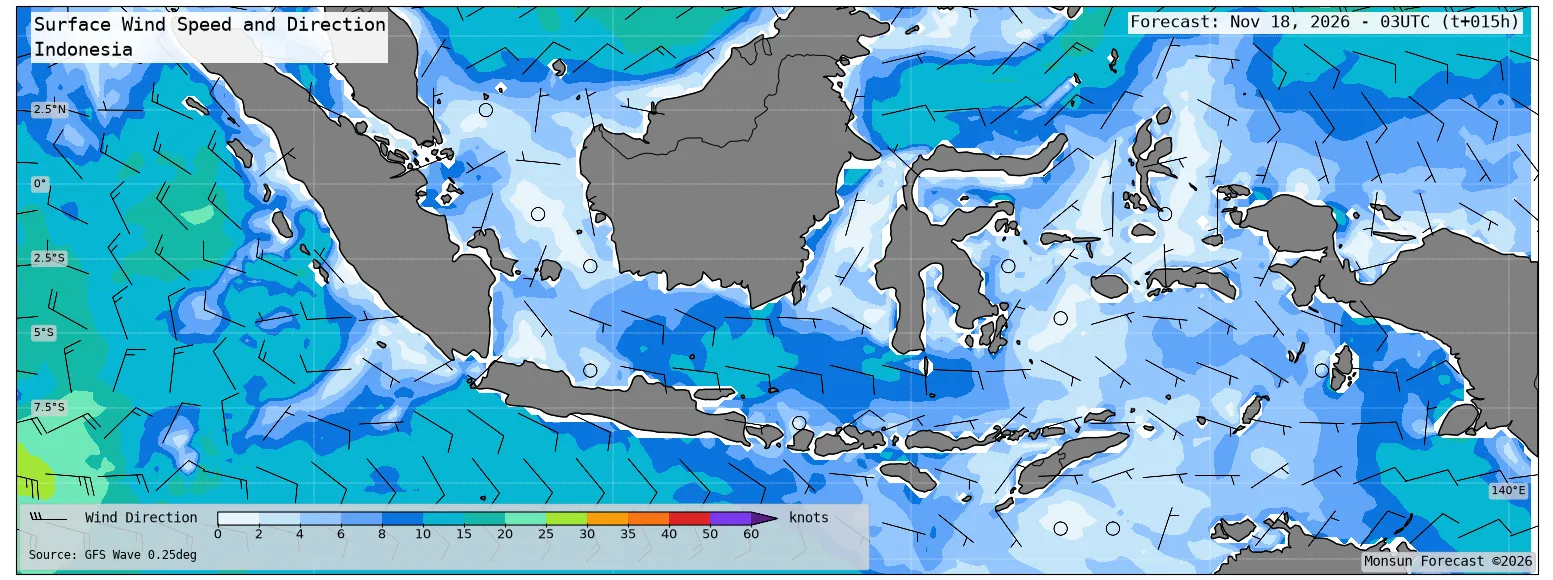 Surface Wind Speed and Direction
Indonesia
Forecast: Nov 18, 2026 - 03UTC (t+015h)
2.5°N
0°
2.5°S
5°S
7.5°S
140°E
Wind Direction
0 2 4 6 8 10 15 20 25 30 35 40 50 60 knots
Source: GFS Wave 0.25deg
Monsun Forecast ©2026